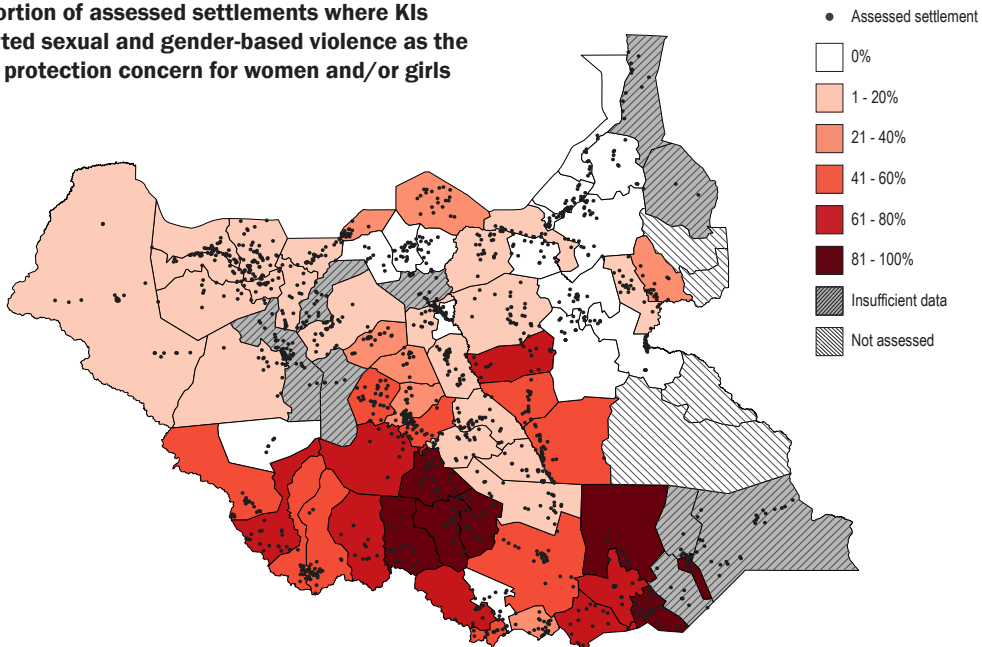 ortion of assessed settlements where KIs
rted sexual and gender-based violence as the
protection concern for women and/or girls
Assessed settlement
0%
1 - 20%
21 - 40%
41 - 60%
61 - 80%
81 - 100%
Insufficient data
Not assessed